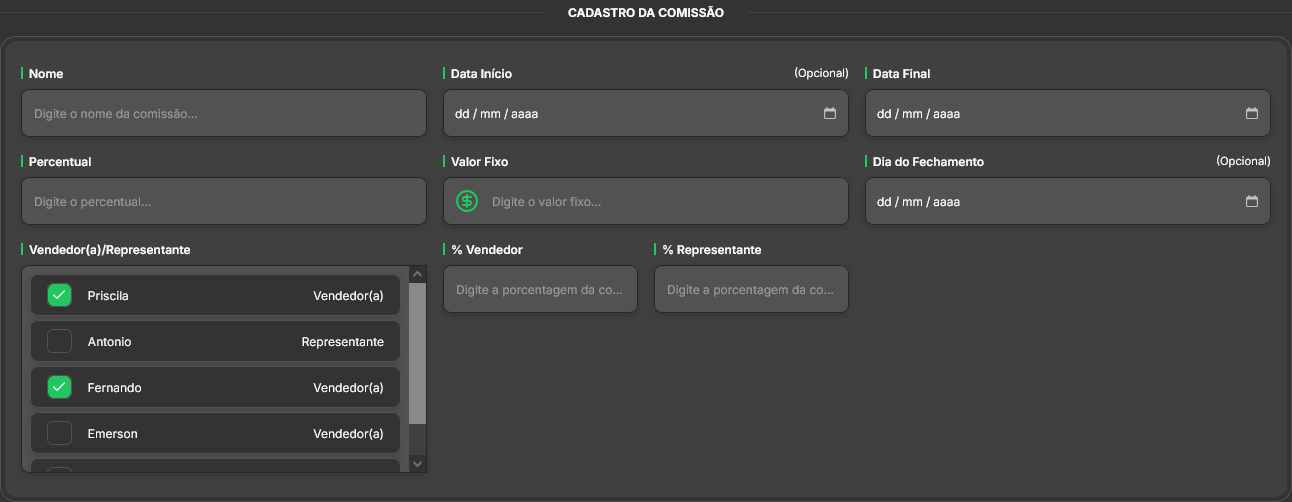 CADASTRO DA COMISSÃO
Nome
Data Início (Opcional)
Data Final
Digite o nome da comissão...
dd / mm / aaaa
dd / mm / aaaa
Percentual
Valor Fixo
Dia do Fechamento (Opcional)
Digite o percentual...
Digite o valor fixo...
dd / mm / aaaa
Vendedor(a)/Representante
% Vendedor
% Representante
Digite a porcentagem da co...
Digite a porcentagem da co...
Priscila Vendedor(a)
Antonio Representante
Fernando Vendedor(a)
Emerson Vendedor(a)